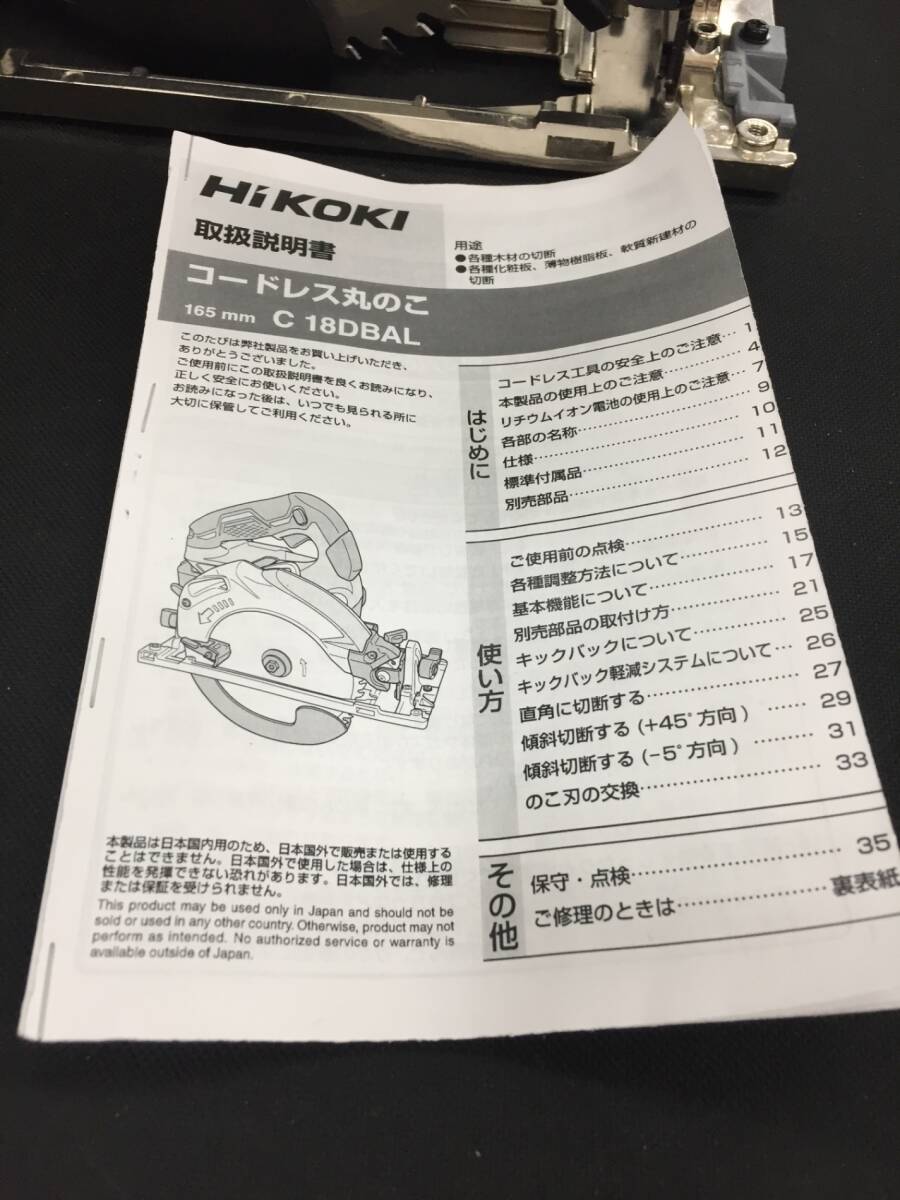 HiKOKI
取扱説明書
コードレス丸のこ
165 mm C 18DBAL
用途
●各種木材の切断
●各種化粧板、薄物樹脂板、軟質新建材の
切断
このたびは弊社製品をお買い上げいただき、
ありがとうございました。
ご使用前にこの取扱説明書を良くお読みになり、
正しく安全にお使いください。
お読みになった後は、いつでも見られる所に
大切に保管してご利用ください。
はじめに
コードレス工具の安全上のご注意… 1
本製品の使用上のご注意…………… 4
リチウムイオン電池の使用上のご注意… 7
各部の名称………………………… 9
仕様………………………………… 10
標準付属品………………………… 11
別売部品…………………………… 12
使い方
ご使用前の点検…………………… 13
各種調整方法について…………… 15
基本機能について………………… 17
別売部品の取付け方……………… 21
キックバックについて…………… 25
キックバック軽減システムについて… 26
直角に切断する…………………… 27
傾斜切断する (+45°方向) …… 29
傾斜切断する (−5°方向) ……… 31
のこ刃の交換……………………… 33
その他
保守・点検………………………… 35
ご修理のときは…………………… 裏表紙
本製品は日本国内用のため、日本国外で販売または使用する
ことはできません。日本国外で使用した場合は、仕様上の
性能を発揮できない恐れがあります。日本国外では、修理
または保証を受けられません。
This product may be used only in Japan and should not be
sold or used in any other country. Otherwise, product may not
perform as intended. No authorized service or warranty is
available outside of Japan.